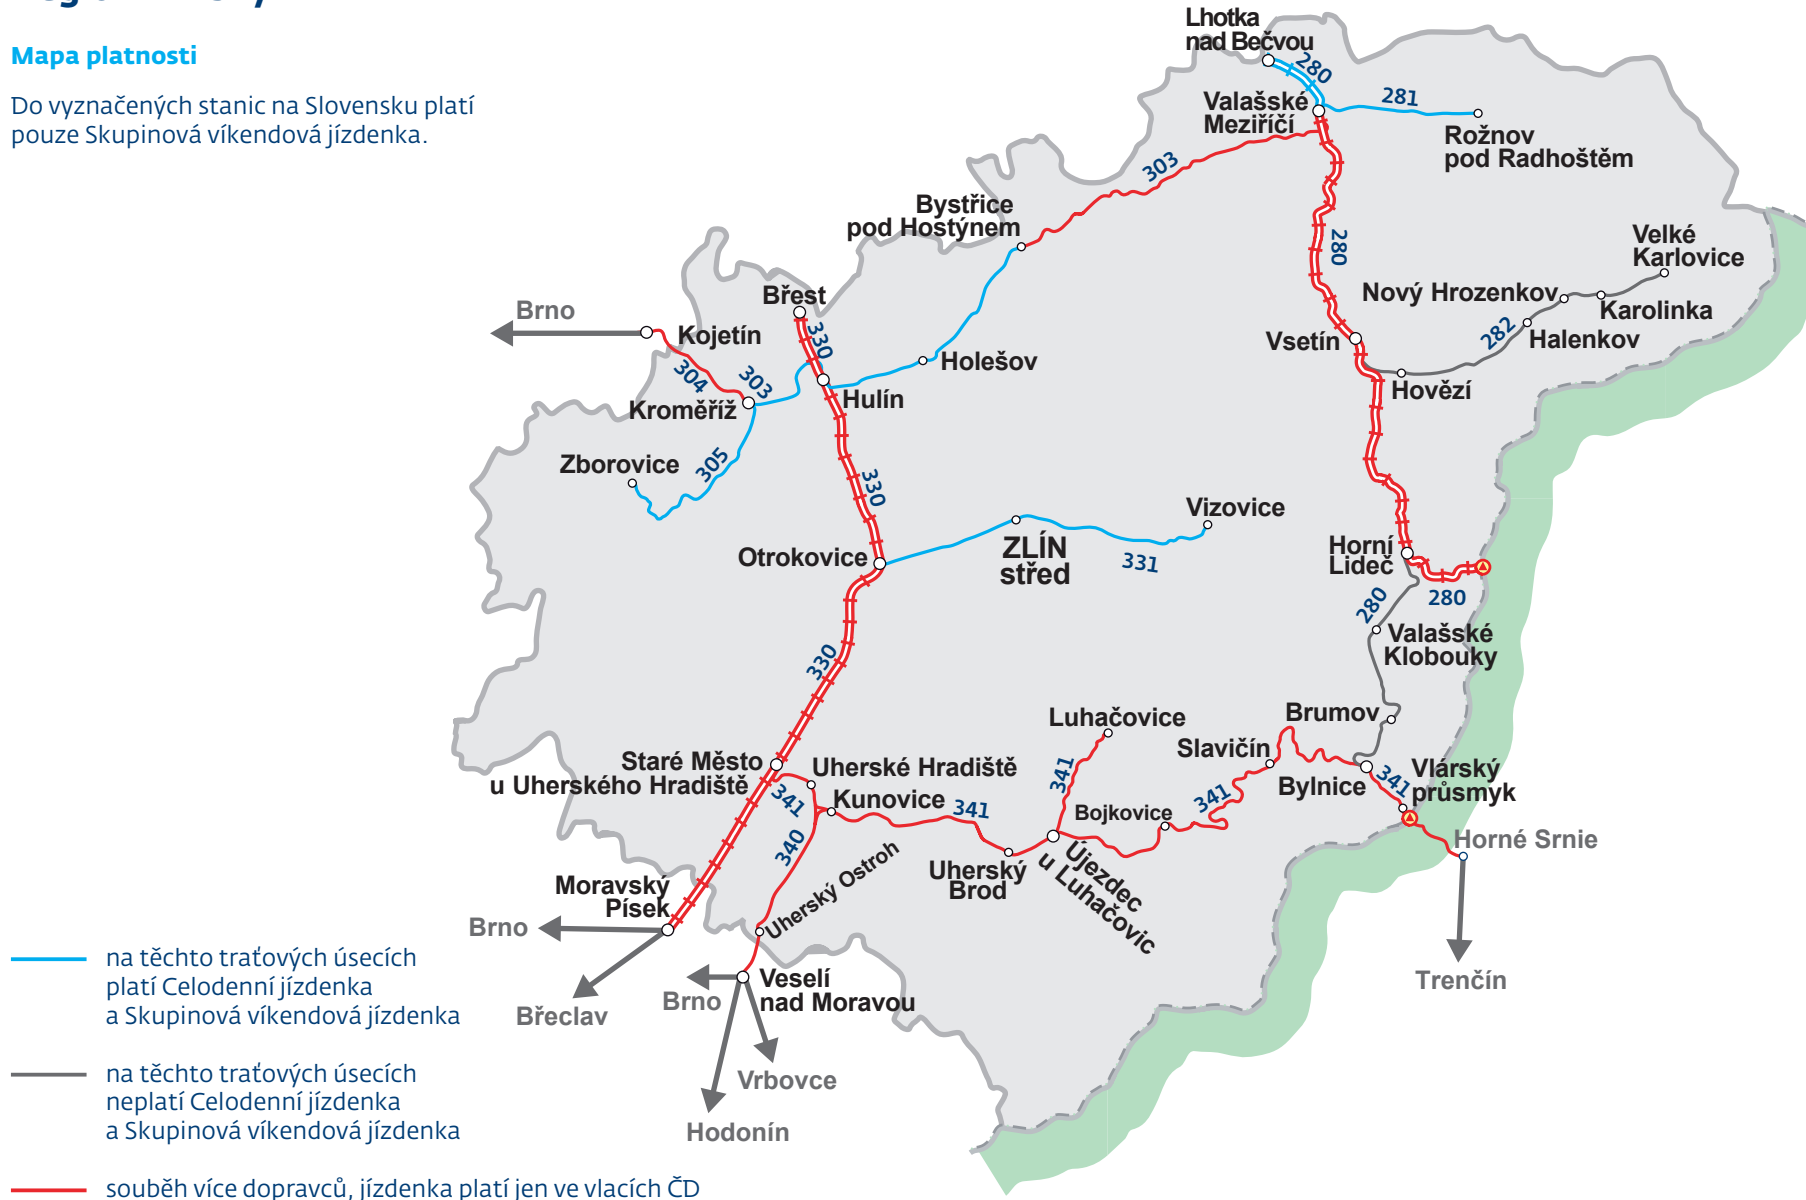 Mapa platnosti
Do vyznačených stanic na Slovensku platí
pouze Skupinová víkendová jízdenka.
Lhotka
nad Bečvou
280
Valašské
Meziříčí
281
Rožnov
pod Radhoštěm
303
Bystřice
pod Hostýnem
280
Velké
Karlovice
Nový Hrozenkov
Karolinka
Halenkov
282
Vsetín
Hovězí
Brno
Kojetín
Břest
330
304
303
Kroměříž
Hulín
Holešov
Zborovice
305
330
Otrokovice
ZLÍN
střed
331
Vizovice
Horní
Lideč
280
280
Valašské
Klobouky
330
Brumov
Luhačovice
Slavičín
Staré Město
u Uherského Hradiště
Uherské Hradiště
341
Kunovice
341
341
341
Bojkovice
Bylnice
341
Vlárský
průsmyk
340
Horné Srnie
Uherský
Brod
Újezdec
u Luhačovic
Uherský Ostroh
Moravský
Písek
Brno
Břeclav
Brno
Veselí
nad Moravou
Vrbovce
Hodonín
Trenčín
na těchto traťových úsecích
platí Celodenní jízdenka
a Skupinová víkendová jízdenka
na těchto traťových úsecích
neplatí Celodenní jízdenka
a Skupinová víkendová jízdenka
souběh více dopravců, jízdenka platí jen ve vlacích ČD